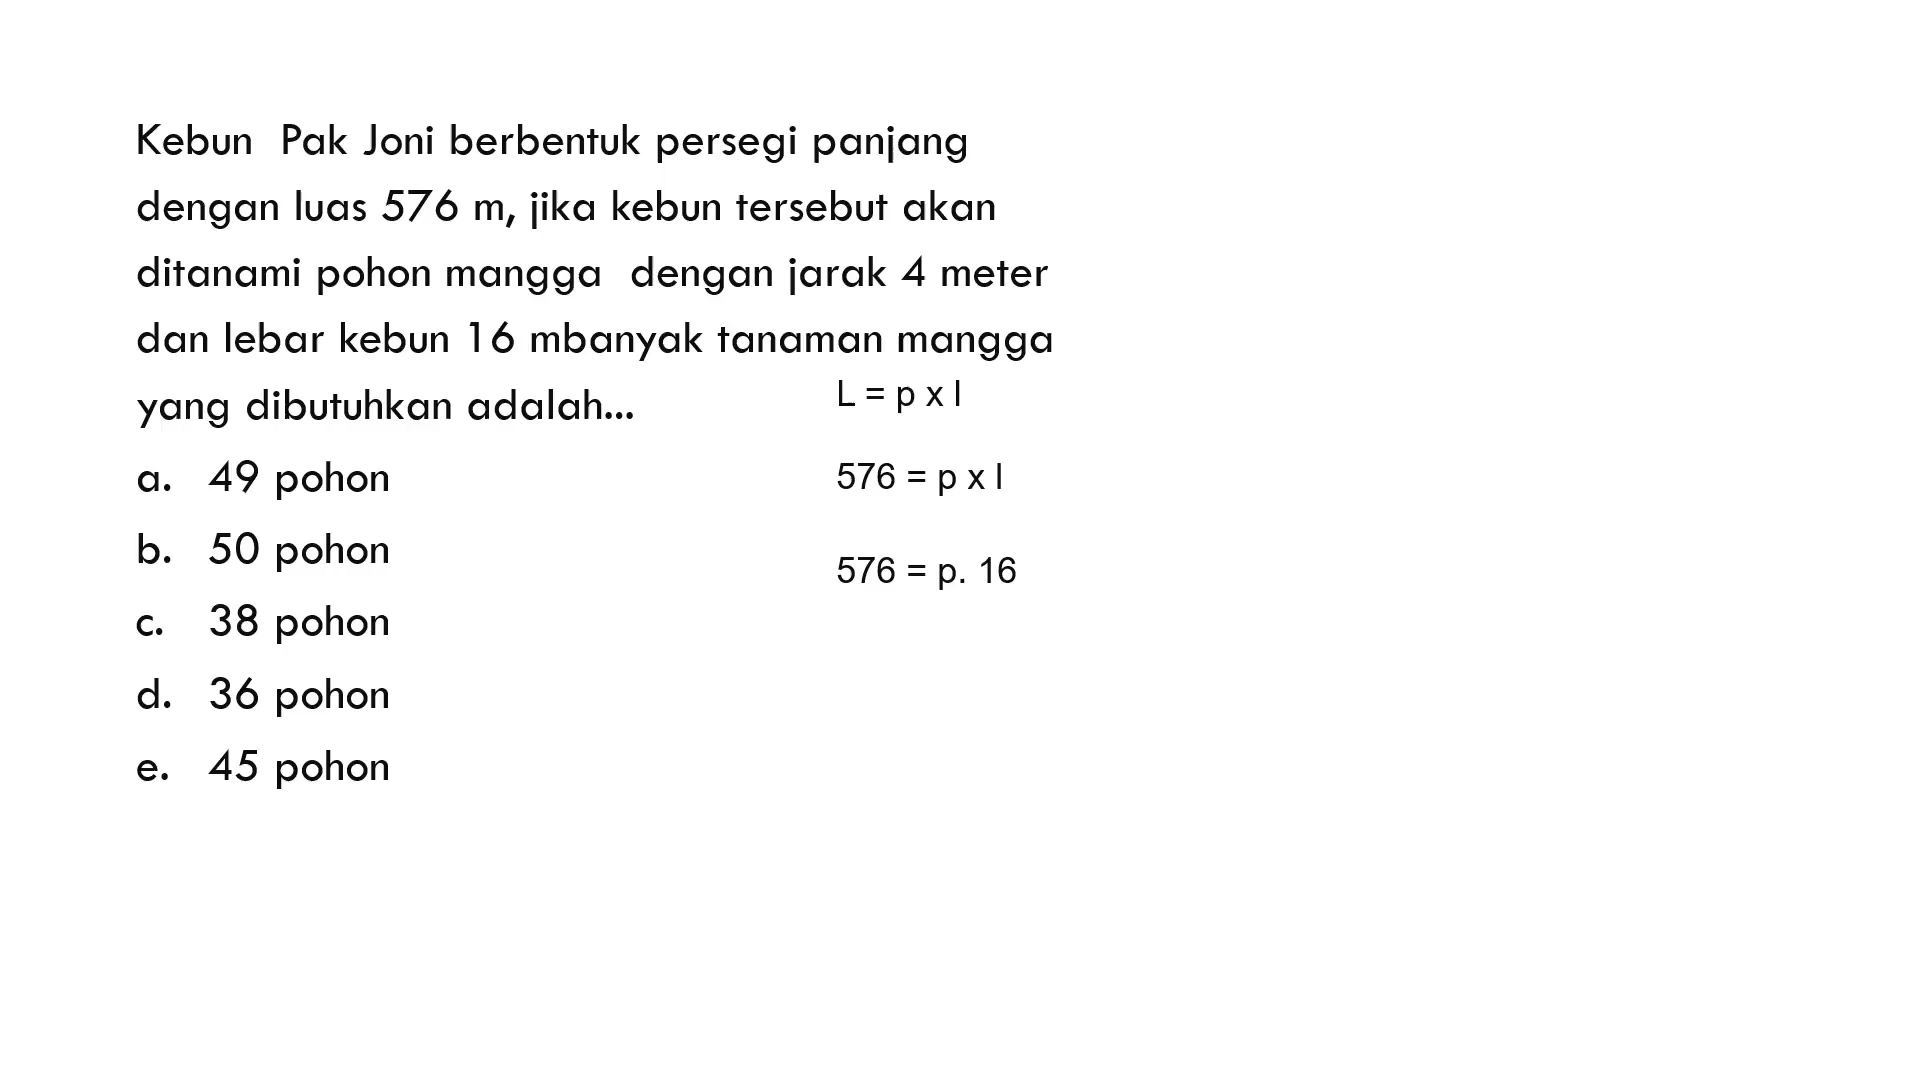 Kebun Pak Joni berbentuk persegi panjang
dengan luas 576 m, jika kebun tersebut akan
ditanami pohon mangga dengan jarak 4 meter
dan lebar kebun 16 mbanyak tanaman mangga
yang dibutuhkan adalah...
a. 49 pohon
b. 50 pohon
c. 38 pohon
d. 36 pohon
e. 45 pohon
L = p x l
576 = p x l
576 = p. 16